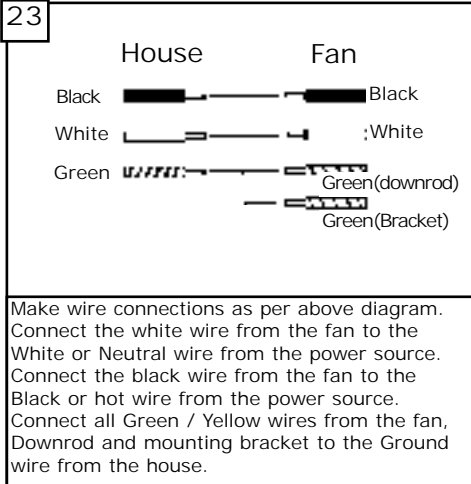 23
House Fan
Black Black
White White
Green Green(downrod)
Green(Bracket)
Make wire connections as per above diagram.
Connect the white wire from the fan to the
White or Neutral wire from the power source.
Connect the black wire from the fan to the
Black or hot wire from the power source.
Connect all Green / Yellow wires from the fan,
Downrod and mounting bracket to the Ground
wire from the house.